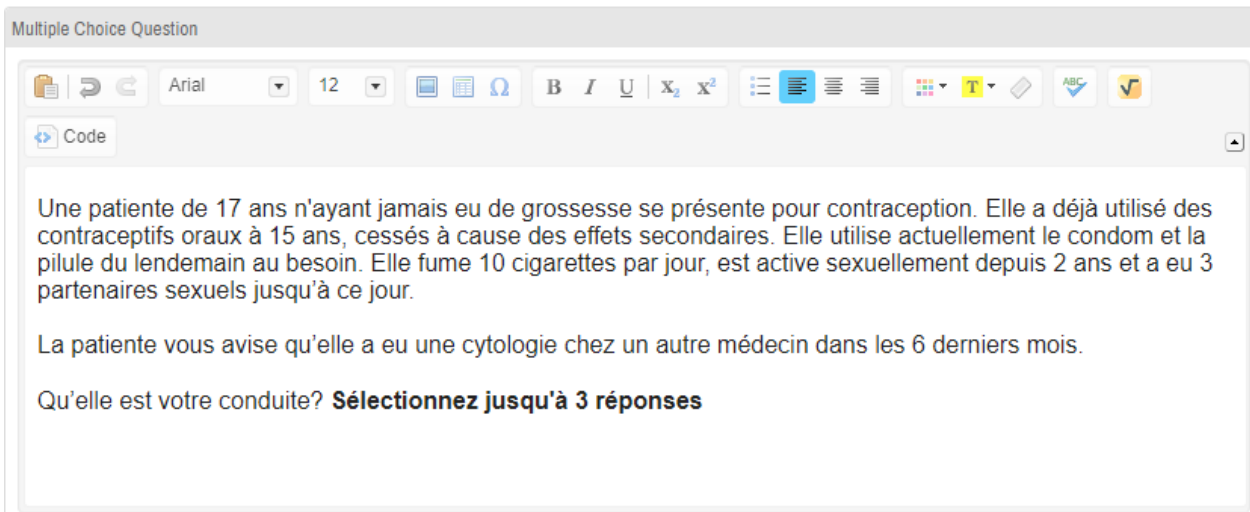 Multiple Choice Question
Arial 12 Ω B I U X₂ X² T ABC √
Code
Une patiente de 17 ans n'ayant jamais eu de grossesse se présente pour contraception. Elle a déjà utilisé des
contraceptifs oraux à 15 ans, cessés à cause des effets secondaires. Elle utilise actuellement le condom et la
pilule du lendemain au besoin. Elle fume 10 cigarettes par jour, est active sexuellement depuis 2 ans et a eu 3
partenaires sexuels jusqu’à ce jour.
La patiente vous avise qu’elle a eu une cytologie chez un autre médecin dans les 6 derniers mois.
Qu’elle est votre conduite? Sélectionnez jusqu'à 3 réponses